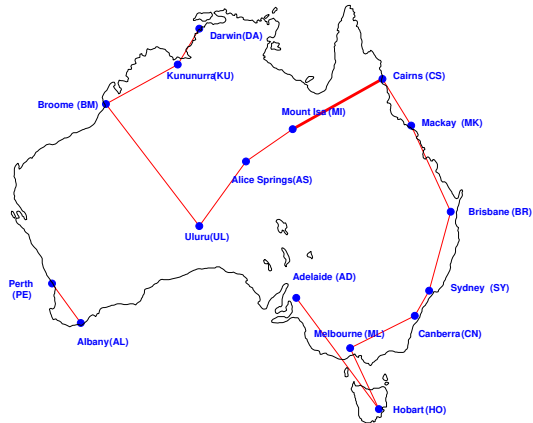 Darwin(DA)
Kununurra(KU)
Cairns (CS)
Broome (BM)
Mount Isa(MI)
Mackay (MK)
Alice Springs(AS)
Brisbane (BR)
Uluru(UL)
Adelaide (AD)
Perth
(PE)
Sydney (SY)
Melbourne (ML)
Canberra(CN)
Albany(AL)
Hobart(HO)